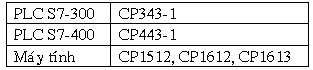 PLC S7-300 CP343-1
PLC S7-400 CP443-1
Máy tính CP1512, CP1612, CP1613